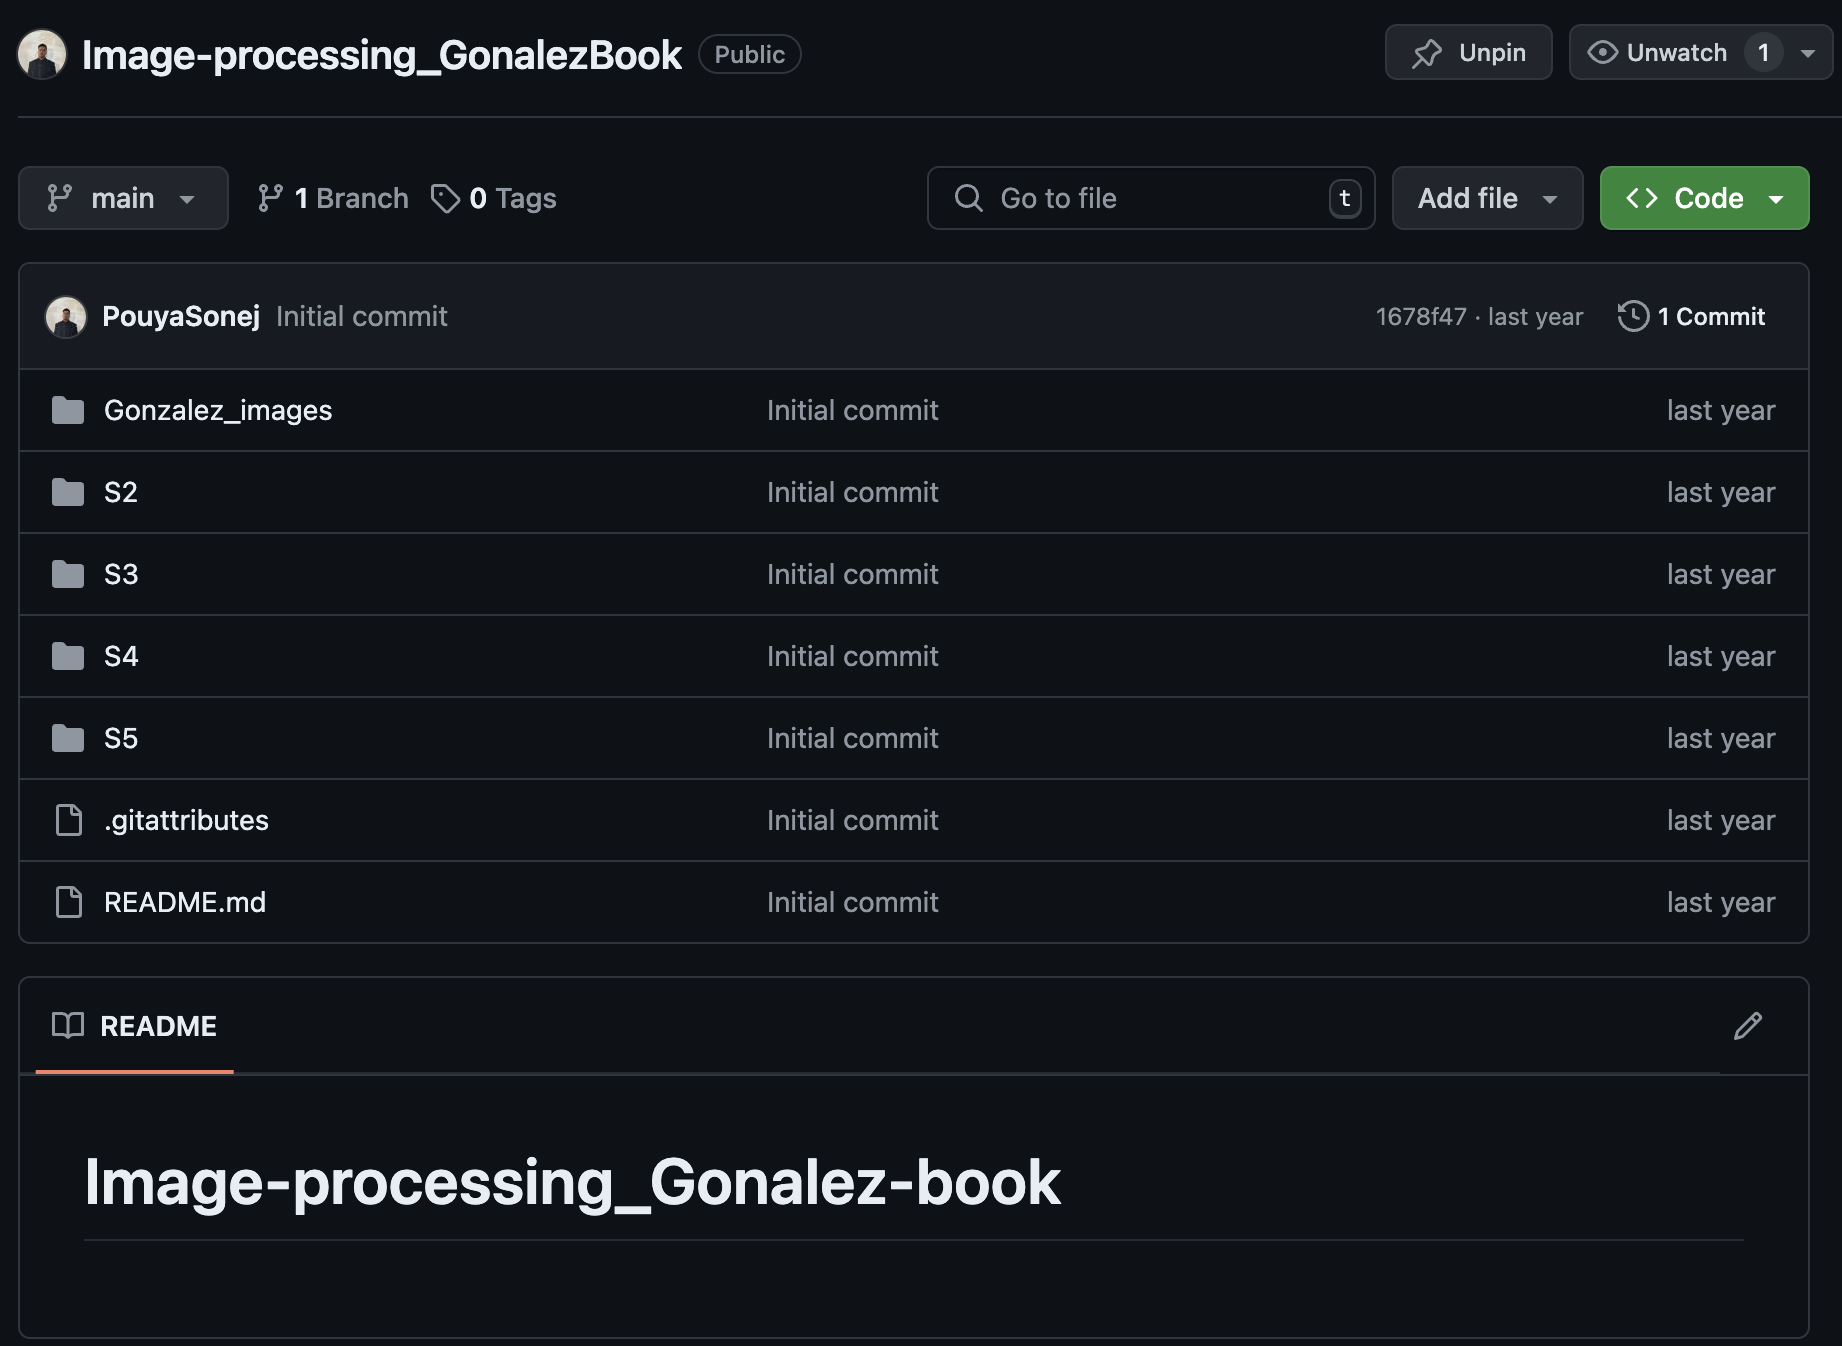 Image-processing_GonalezBook Public Unpin Unwatch 1
main 1 Branch 0 Tags Go to file t Add file Code
PouyaSonej Initial commit 1678f47 · last year 1 Commit
Gonzalez_images Initial commit last year
S2 Initial commit last year
S3 Initial commit last year
S4 Initial commit last year
S5 Initial commit last year
.gitattributes Initial commit last year
README.md Initial commit last year
README
Image-processing_Gonalez-book